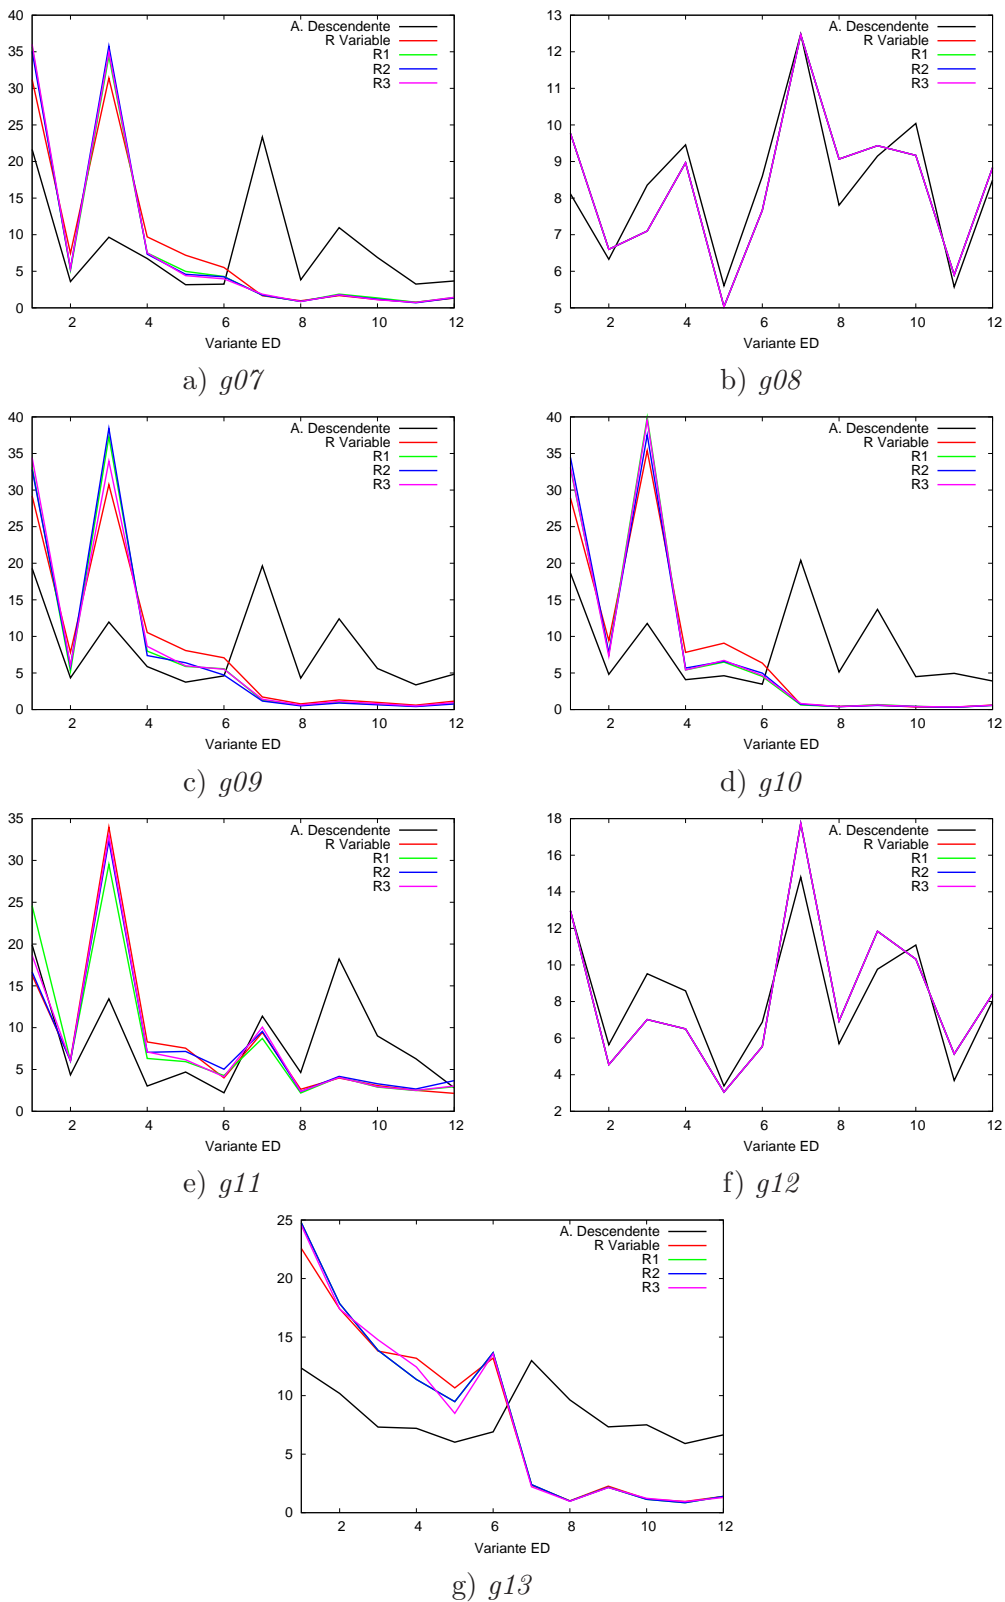 40
35
30
25
20
15
10
5
0
2 4 6 8 10 12
Variante ED
A. Descendente
R Variable
R1
R2
R3
a) g07
13
12
11
10
9
8
7
6
5
2 4 6 8 10 12
Variante ED
A. Descendente
R Variable
R1
R2
R3
b) g08
40
35
30
25
20
15
10
5
0
2 4 6 8 10 12
Variante ED
A. Descendente
R Variable
R1
R2
R3
c) g09
40
35
30
25
20
15
10
5
0
2 4 6 8 10 12
Variante ED
A. Descendente
R Variable
R1
R2
R3
d) g10
35
30
25
20
15
10
5
0
2 4 6 8 10 12
Variante ED
A. Descendente
R Variable
R1
R2
R3
e) g11
18
16
14
12
10
8
6
4
2
2 4 6 8 10 12
Variante ED
A. Descendente
R Variable
R1
R2
R3
f) g12
25
20
15
10
5
0
2 4 6 8 10 12
Variante ED
A. Descendente
R Variable
R1
R2
R3
g) g13